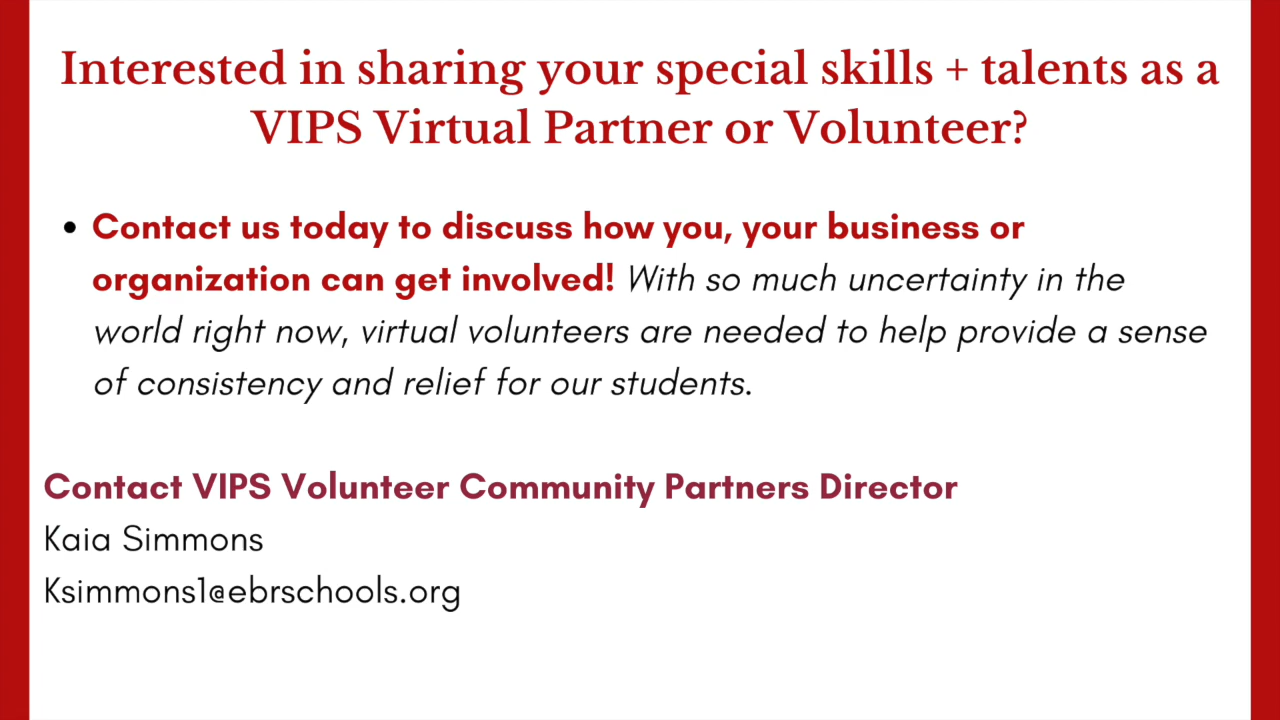 Interested in sharing your special skills + talents as a
VIPS Virtual Partner or Volunteer?
• Contact us today to discuss how you, your business or
organization can get involved! With so much uncertainty in the
world right now, virtual volunteers are needed to help provide a sense
of consistency and relief for our students.
Contact VIPS Volunteer Community Partners Director
Kaia Simmons
Ksimmons1@ebrschools.org